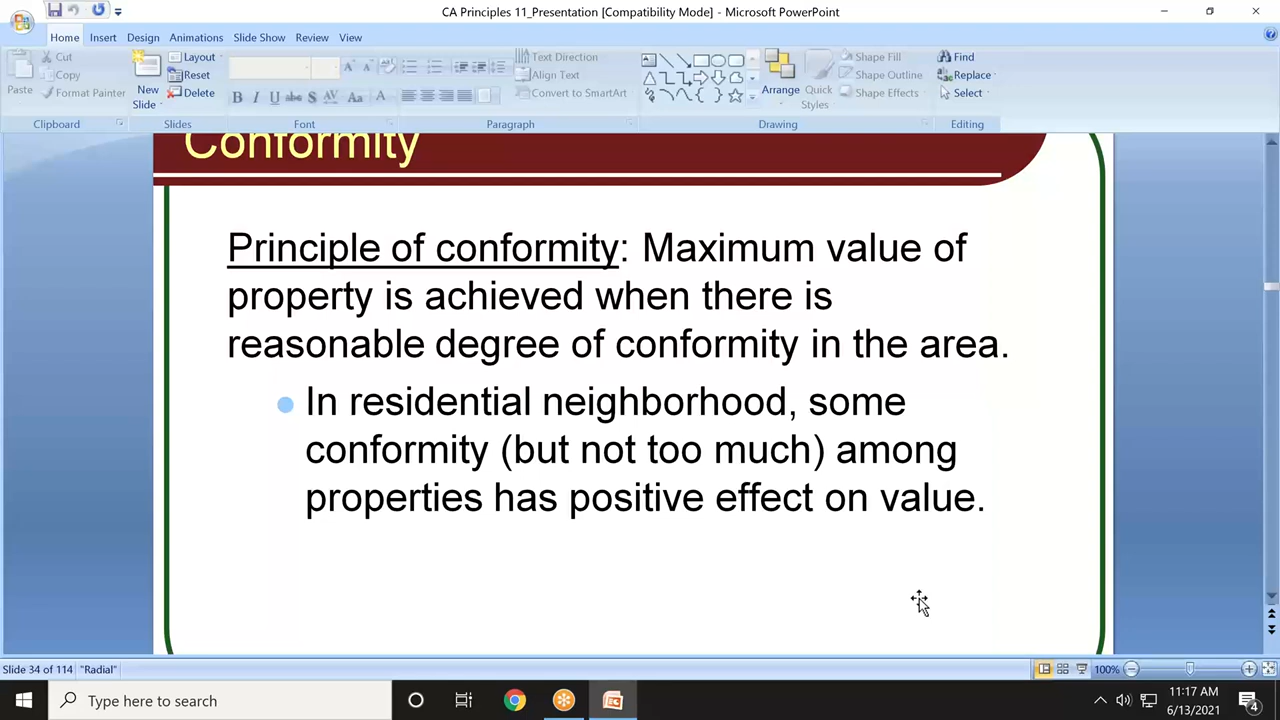 CA Principles 11_Presentation [Compatibility Mode] - Microsoft PowerPoint
Home Insert Design Animations Slide Show Review View
Cut
Copy
Format Painter
Paste
Clipboard
New
Slide
Layout
Reset
Delete
Slides
B I U abc S AV Aa A
Font
Text Direction
Align Text
Convert to SmartArt
Paragraph
Arrange
Quick
Styles
Shape Fill
Shape Outline
Shape Effects
Drawing
Find
Replace
Select
Editing
Conformity
Principle of conformity: Maximum value of
property is achieved when there is
reasonable degree of conformity in the area.
In residential neighborhood, some
conformity (but not too much) among
properties has positive effect on value.
Slide 34 of 114 "Radial" 100%
Type here to search
11:17 AM
6/13/2021
4